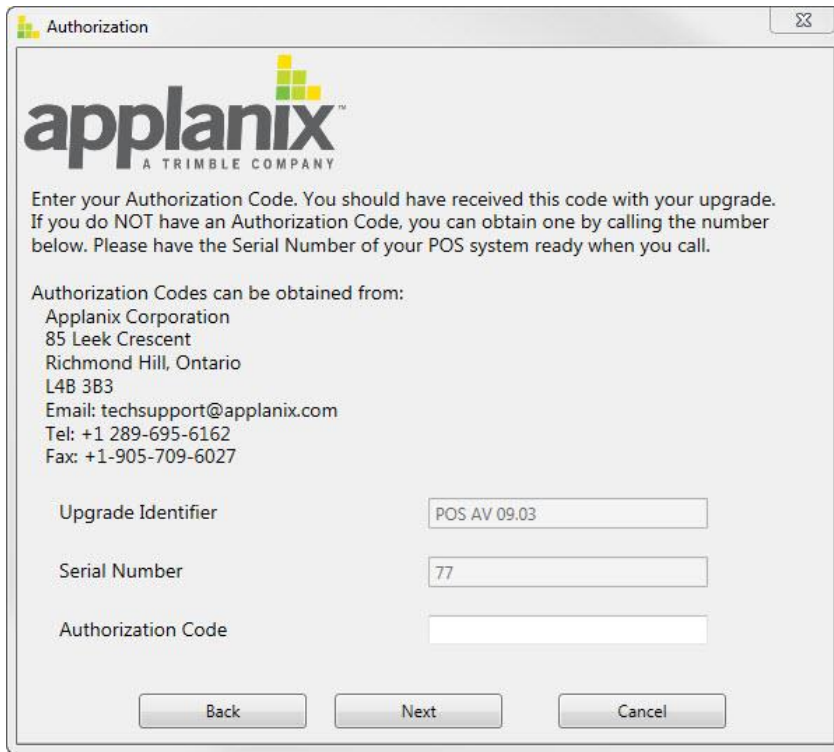 Authorization
applanix™
A TRIMBLE COMPANY
Enter your Authorization Code. You should have received this code with your upgrade.
If you do NOT have an Authorization Code, you can obtain one by calling the number
below. Please have the Serial Number of your POS system ready when you call.
Authorization Codes can be obtained from:
Applanix Corporation
85 Leek Crescent
Richmond Hill, Ontario
L4B 3B3
Email: techsupport@applanix.com
Tel: +1 289-695-6162
Fax: +1-905-709-6027
Upgrade Identifier POS AV 09.03
Serial Number 77
Authorization Code
Back Next Cancel